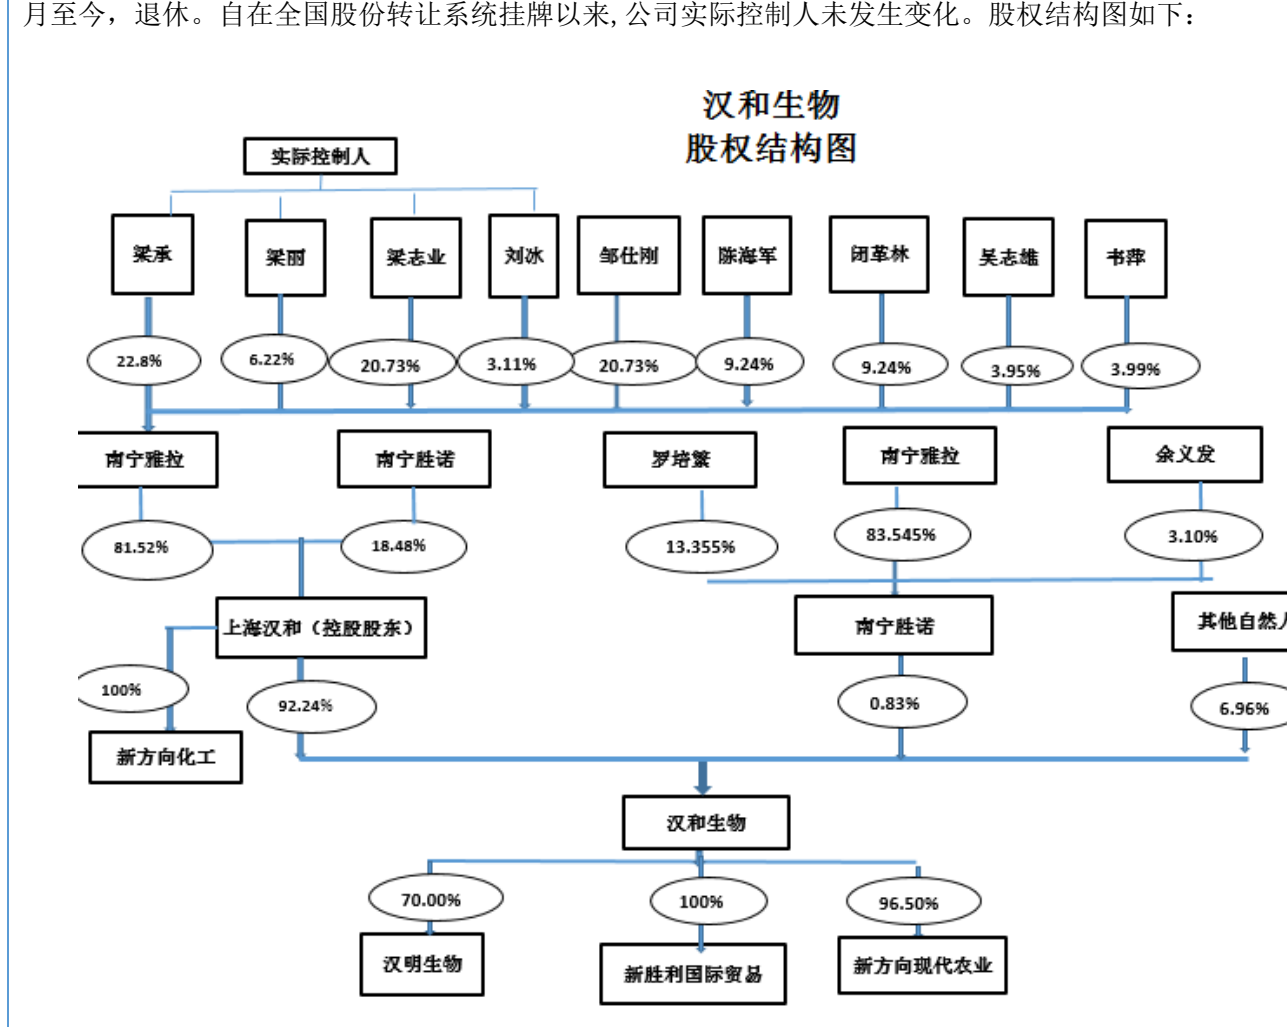 月至今，退休。自在全国股份转让系统挂牌以来,公司实际控制人未发生变化。股权结构图如下：
汉和生物
股权结构图
实际控制人
梁承
梁丽
梁志业
刘冰
邹仕刚
陈海军
闭革林
吴志雄
韦萍
22.8%
6.22%
20.73%
3.11%
20.73%
9.24%
9.24%
3.95%
3.99%
南宁雅拉
南宁胜诺
罗培繁
南宁雅拉
余义发
81.52%
18.48%
13.355%
83.545%
3.10%
上海汉和（控股股东）
南宁胜诺
其他自然人
100%
92.24%
0.83%
6.96%
新方向化工
汉和生物
70.00%
100%
96.50%
汉明生物
新胜利国际贸易
新方向现代农业